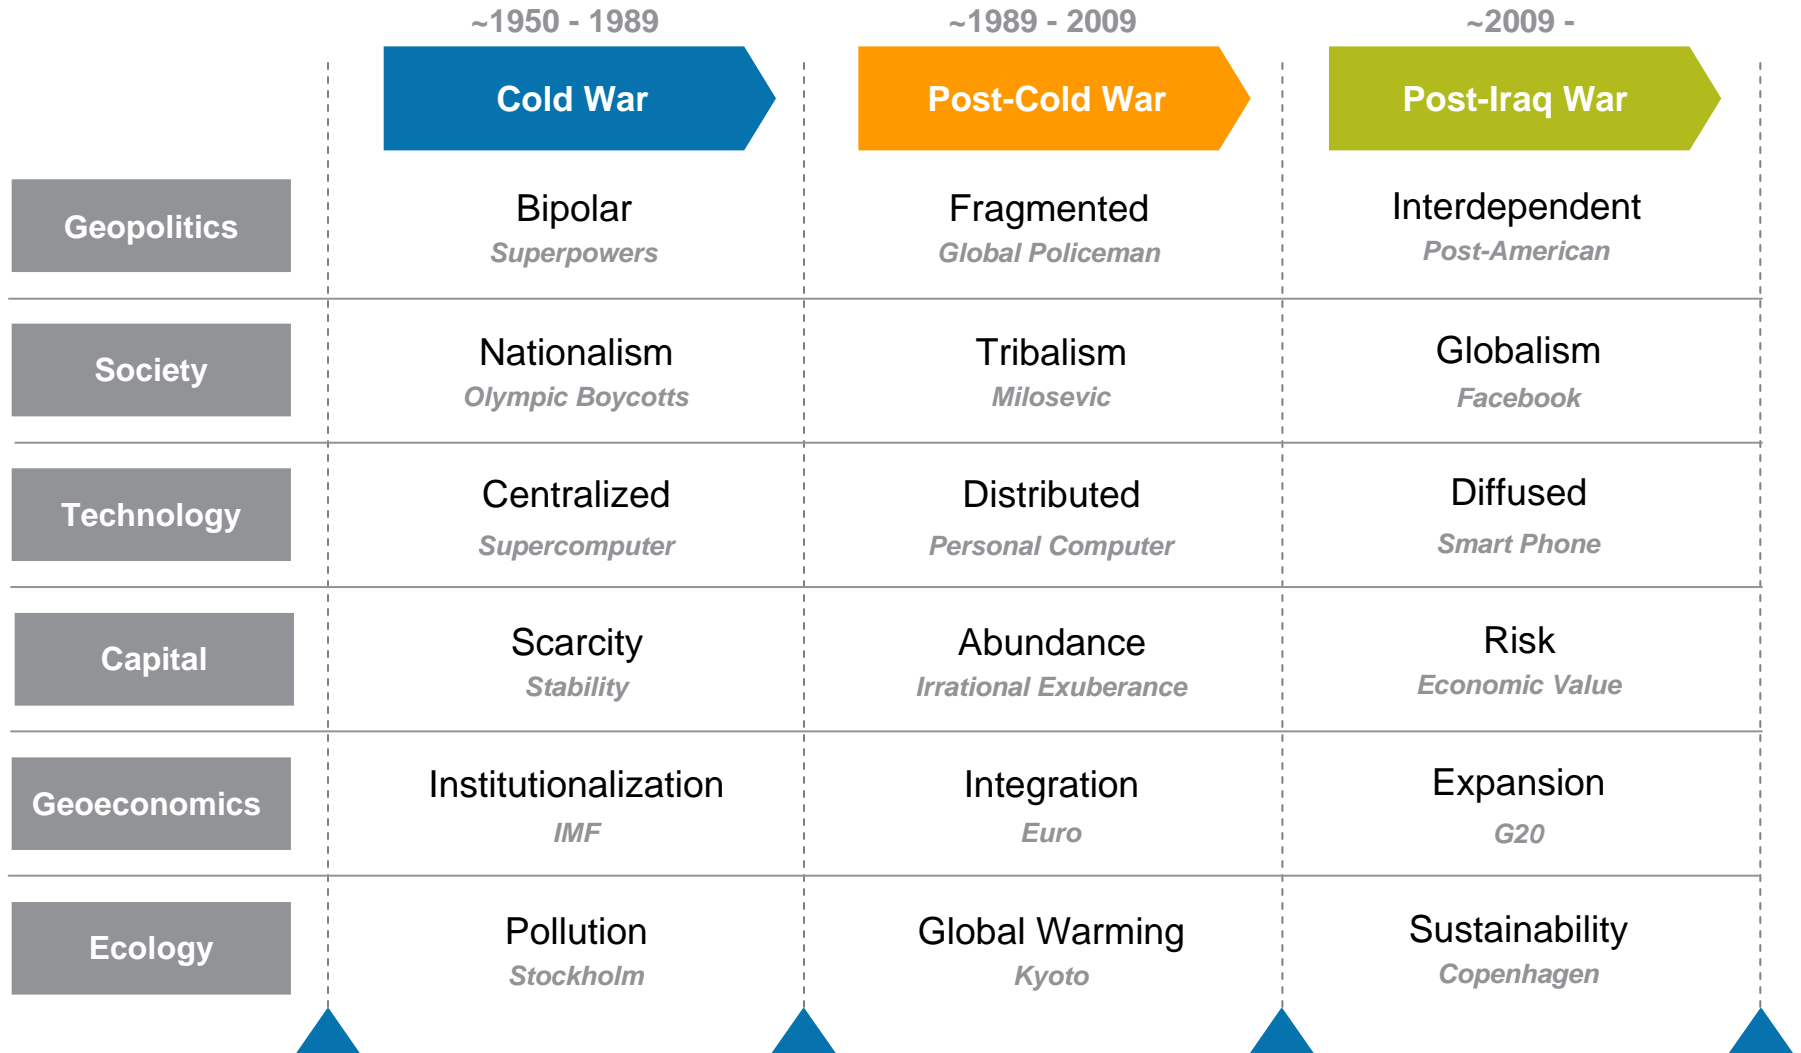 ~1950 - 1989
~1989 - 2009
~2009 -
Cold War
Post-Cold War
Post-Iraq War
Geopolitics
Bipolar
Superpowers
Fragmented
Global Policeman
Interdependent
Post-American
Society
Nationalism
Olympic Boycotts
Tribalism
Milosevic
Globalism
Facebook
Technology
Centralized
Supercomputer
Distributed
Personal Computer
Diffused
Smart Phone
Capital
Scarcity
Stability
Abundance
Irrational Exuberance
Risk
Economic Value
Geoeconomics
Institutionalization
IMF
Integration
Euro
Expansion
G20
Ecology
Pollution
Stockholm
Global Warming
Kyoto
Sustainability
Copenhagen